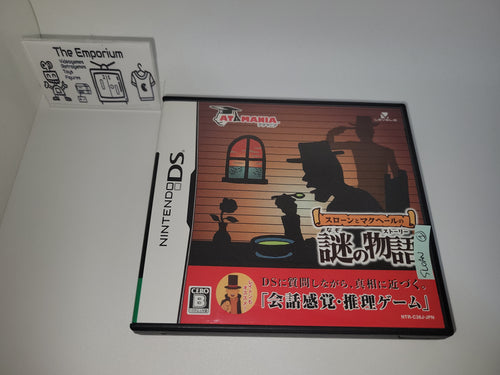 The Emporium
Videogames
Retrogames
Toys
Figures
NINTENDO DS
ATAMANIA
LEVEL5
スローンとマクヘールの
謎の物語
なぞ
ストーリー
DSに質問しながら、真相に近づく。
『会話感覚・推理ゲーム』
CERO
B
NTR-C36J-JPN